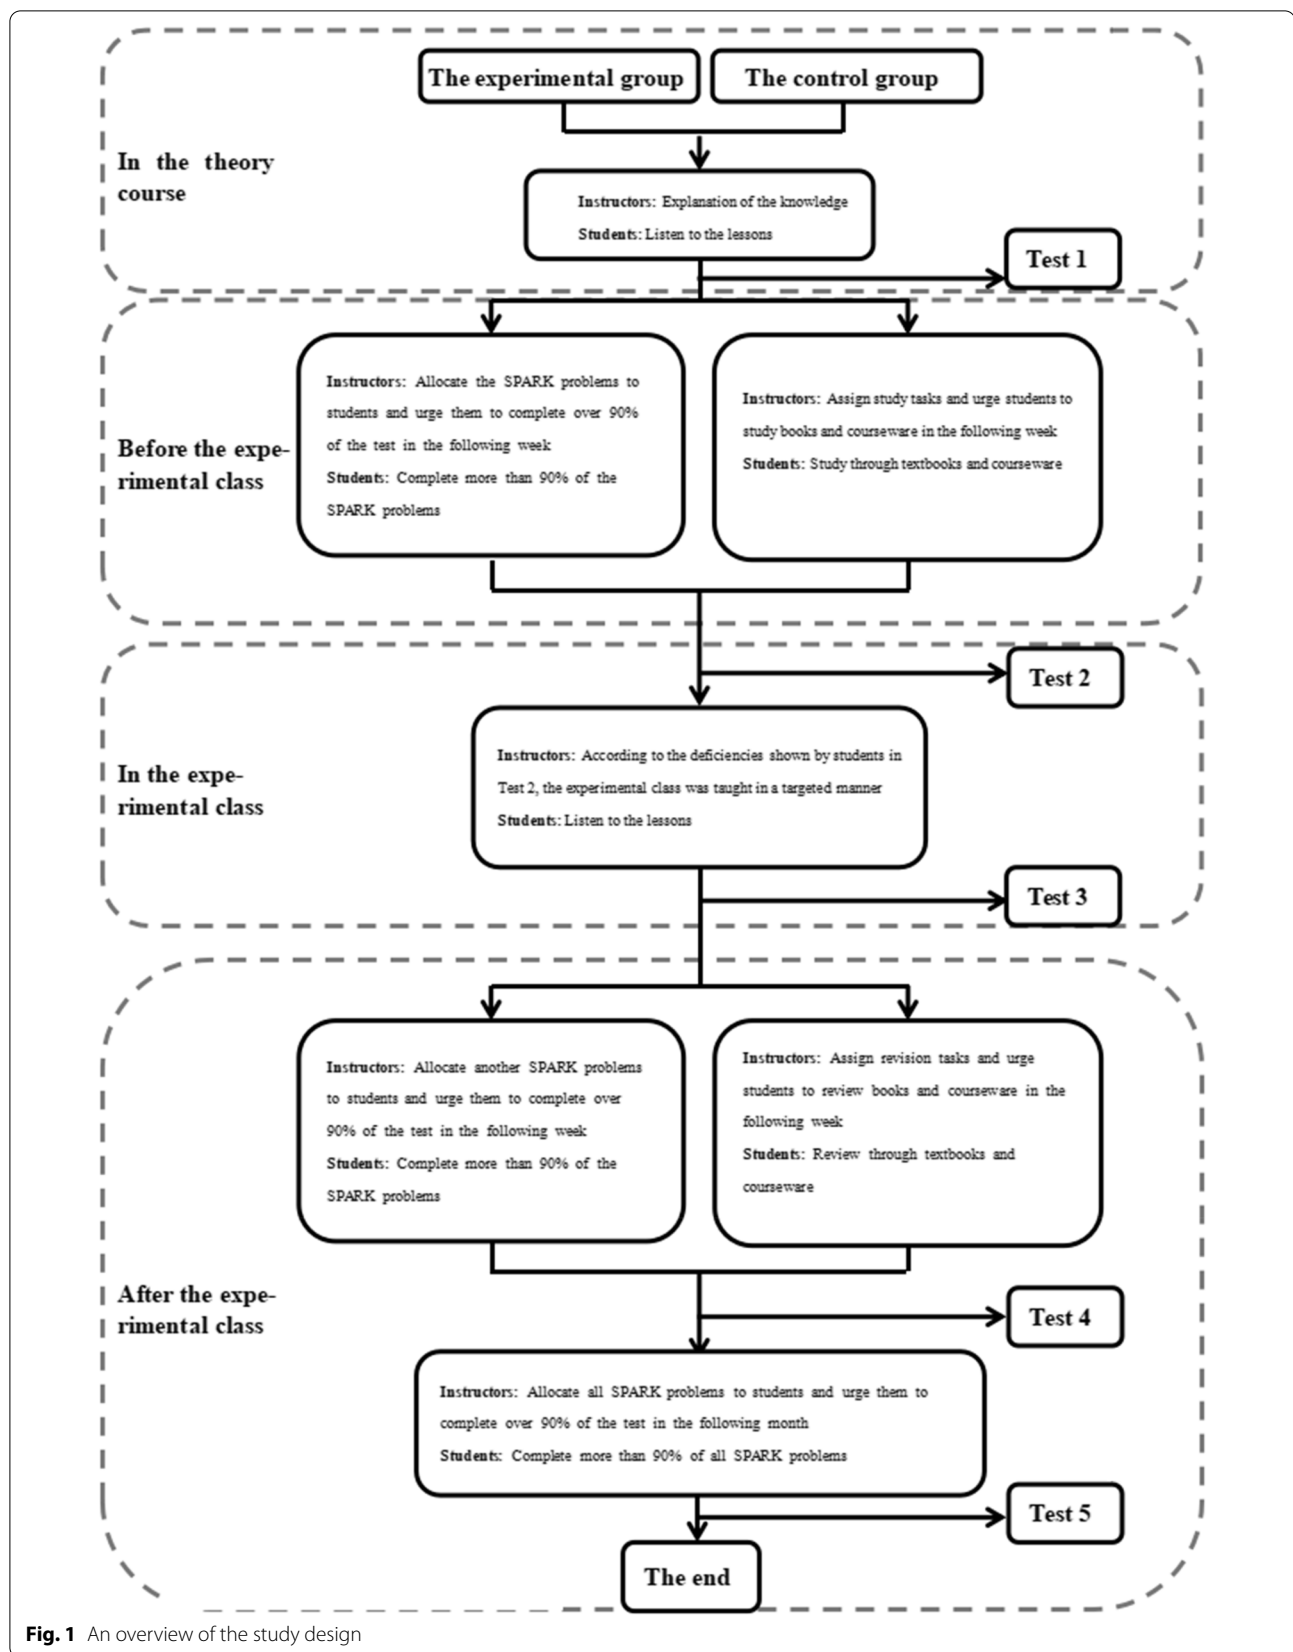 The experimental group
The control group
In the theory
course
Instructors: Explanation of the knowledge
Students: Listen to the lessons
Test 1
Before the expe-
rimental class
Instructors: Allocate the SPARK problems to
students and urge them to complete over 90%
of the test in the following week
Students: Complete more than 90% of the
SPARK problems
Instructors: Assign study tasks and urge students to
study books and courseware in the following week
Students: Study through textbooks and courseware
Test 2
In the expe-
rimental class
Instructors: According to the deficiencies shown by students in
Test 2, the experimental class was taught in a targeted manner
Students: Listen to the lessons
Test 3
After the expe-
rimental class
Instructors: Allocate another SPARK problems
to students and urge them to complete over
90% of the test in the following week
Students: Complete more than 90% of the
SPARK problems
Instructors: Assign revision tasks and urge
students to review books and courseware in the
following week
Students: Review through textbooks and
courseware
Test 4
Instructors: Allocate all SPARK problems to students and urge them to
complete over 90% of the test in the following month
Students: Complete more than 90% of all SPARK problems
Test 5
The end
Fig. 1 An overview of the study design